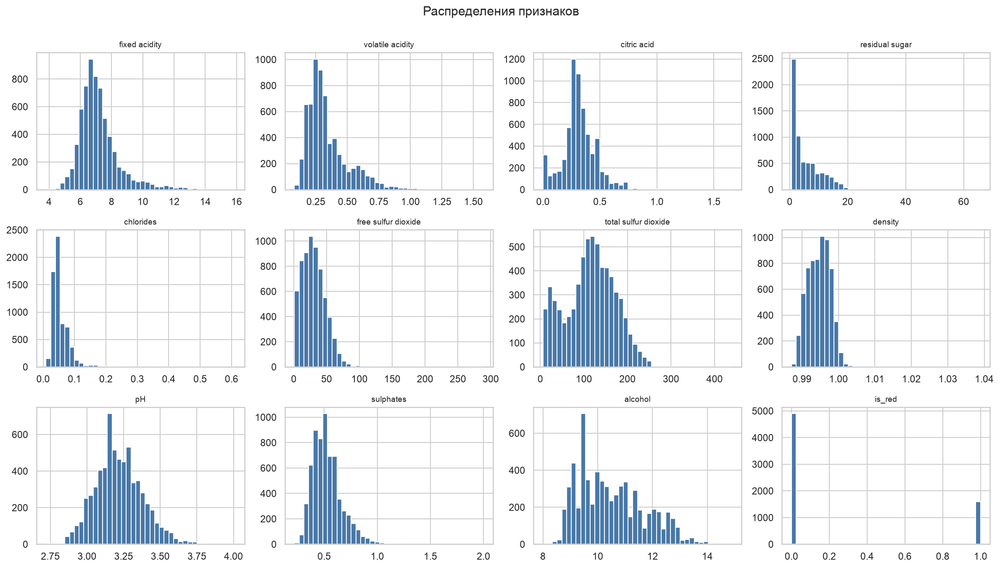 Распределения признаков
fixed acidity
volatile acidity
citric acid
residual sugar
800
600
400
200
0
4 6 8 10 12 14 16
1000
800
600
400
200
0
0.25 0.50 0.75 1.00 1.25 1.50
1200
1000
800
600
400
200
0
0.0 0.5 1.0 1.5
2500
2000
1500
1000
500
0
0 20 40 60
chlorides
free sulfur dioxide
total sulfur dioxide
density
2500
2000
1500
1000
500
0
0.0 0.1 0.2 0.3 0.4 0.5 0.6
1000
800
600
400
200
0
0 50 100 150 200 250 300
500
400
300
200
100
0
0 100 200 300 400
1000
800
600
400
200
0
0.99 1.00 1.01 1.02 1.03 1.04
pH
sulphates
alcohol
is_red
600
400
200
0
2.75 3.00 3.25 3.50 3.75 4.00
1000
800
600
400
200
0
0.5 1.0 1.5 2.0
600
400
200
0
8 10 12 14
5000
4000
3000
2000
1000
0
0.0 0.2 0.4 0.6 0.8 1.0